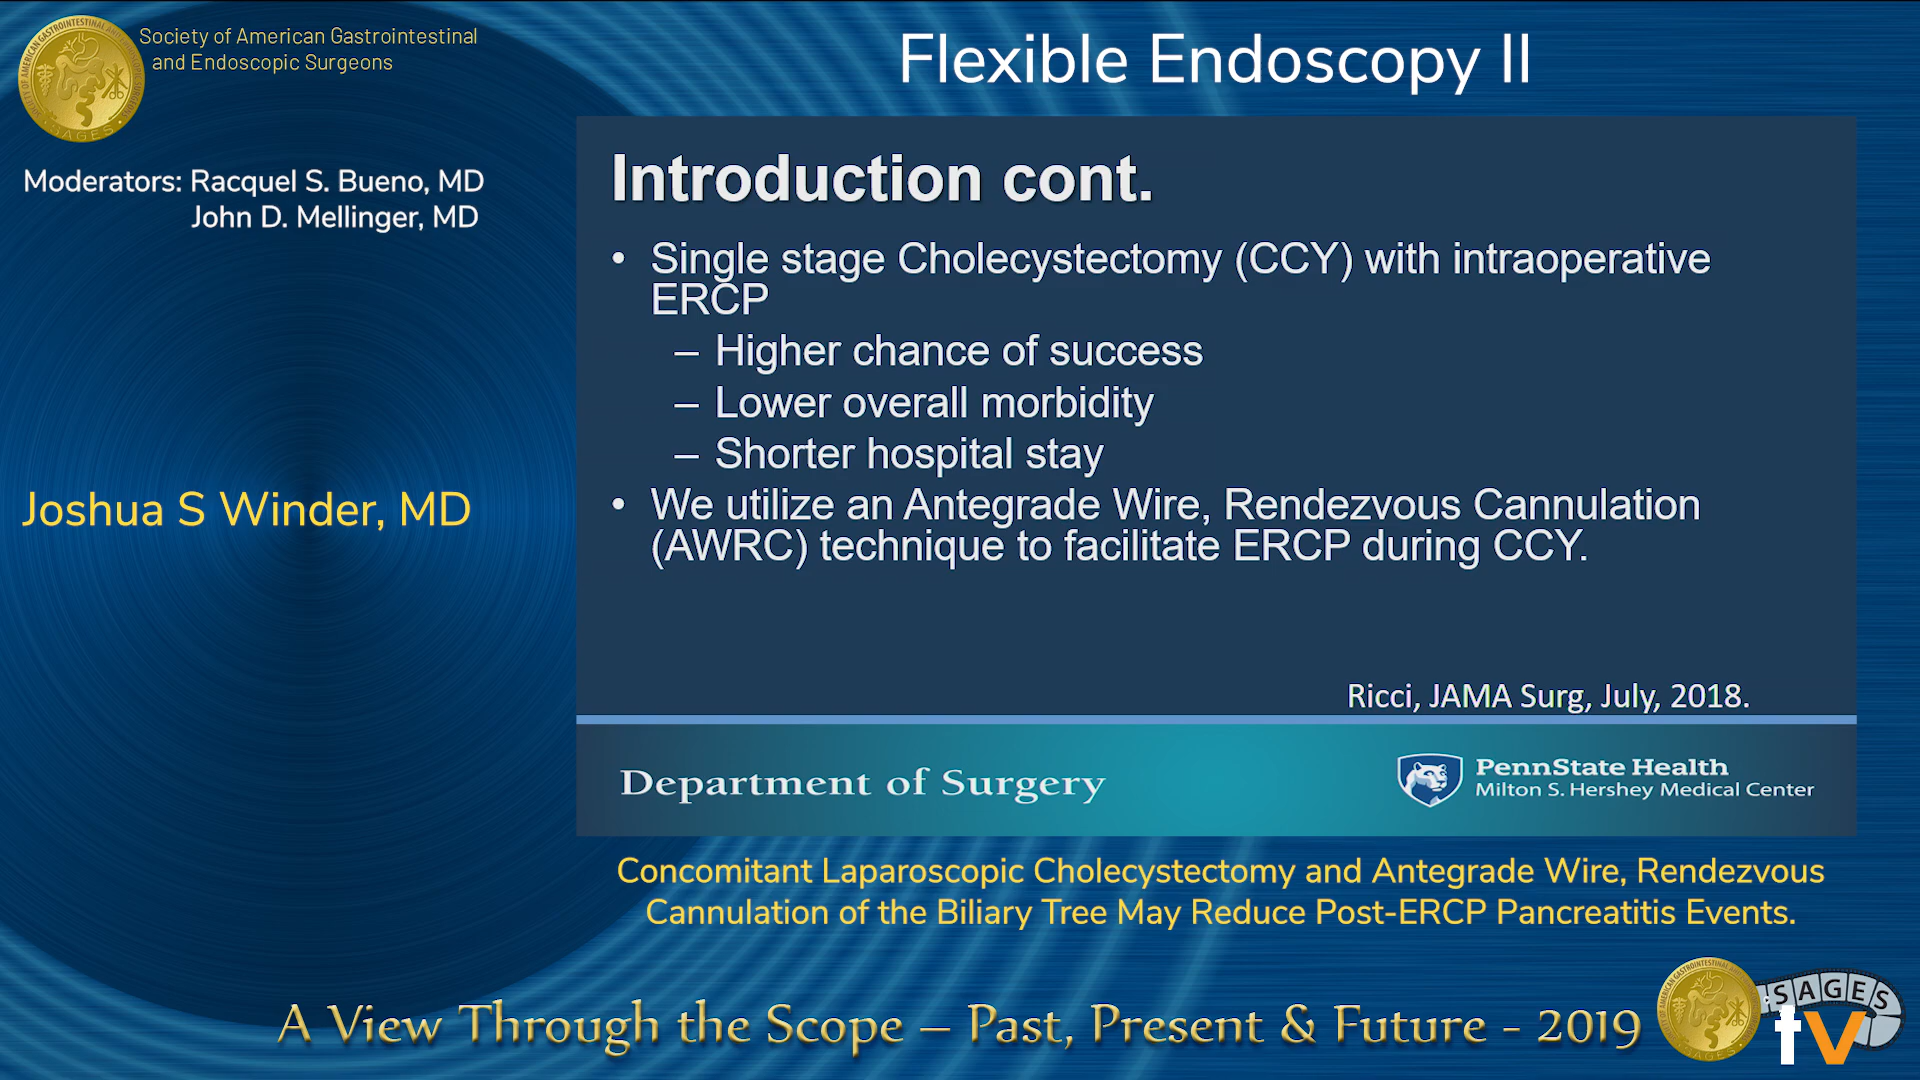 Society of American Gastrointestinal
and Endoscopic Surgeons
Flexible Endoscopy II
Moderators: Racquel S. Bueno, MD
John D. Mellinger, MD
Joshua S Winder, MD
Introduction cont.
• Single stage Cholecystectomy (CCY) with intraoperative
ERCP
– Higher chance of success
– Lower overall morbidity
– Shorter hospital stay
• We utilize an Antegrade Wire, Rendezvous Cannulation
(AWRC) technique to facilitate ERCP during CCY.
Ricci, JAMA Surg, July, 2018.
Department of Surgery
PennState Health
Milton S. Hershey Medical Center
Concomitant Laparoscopic Cholecystectomy and Antegrade Wire, Rendezvous
Cannulation of the Biliary Tree May Reduce Post-ERCP Pancreatitis Events.
A View Through the Scope – Past, Present & Future - 2019
SAGES
tv